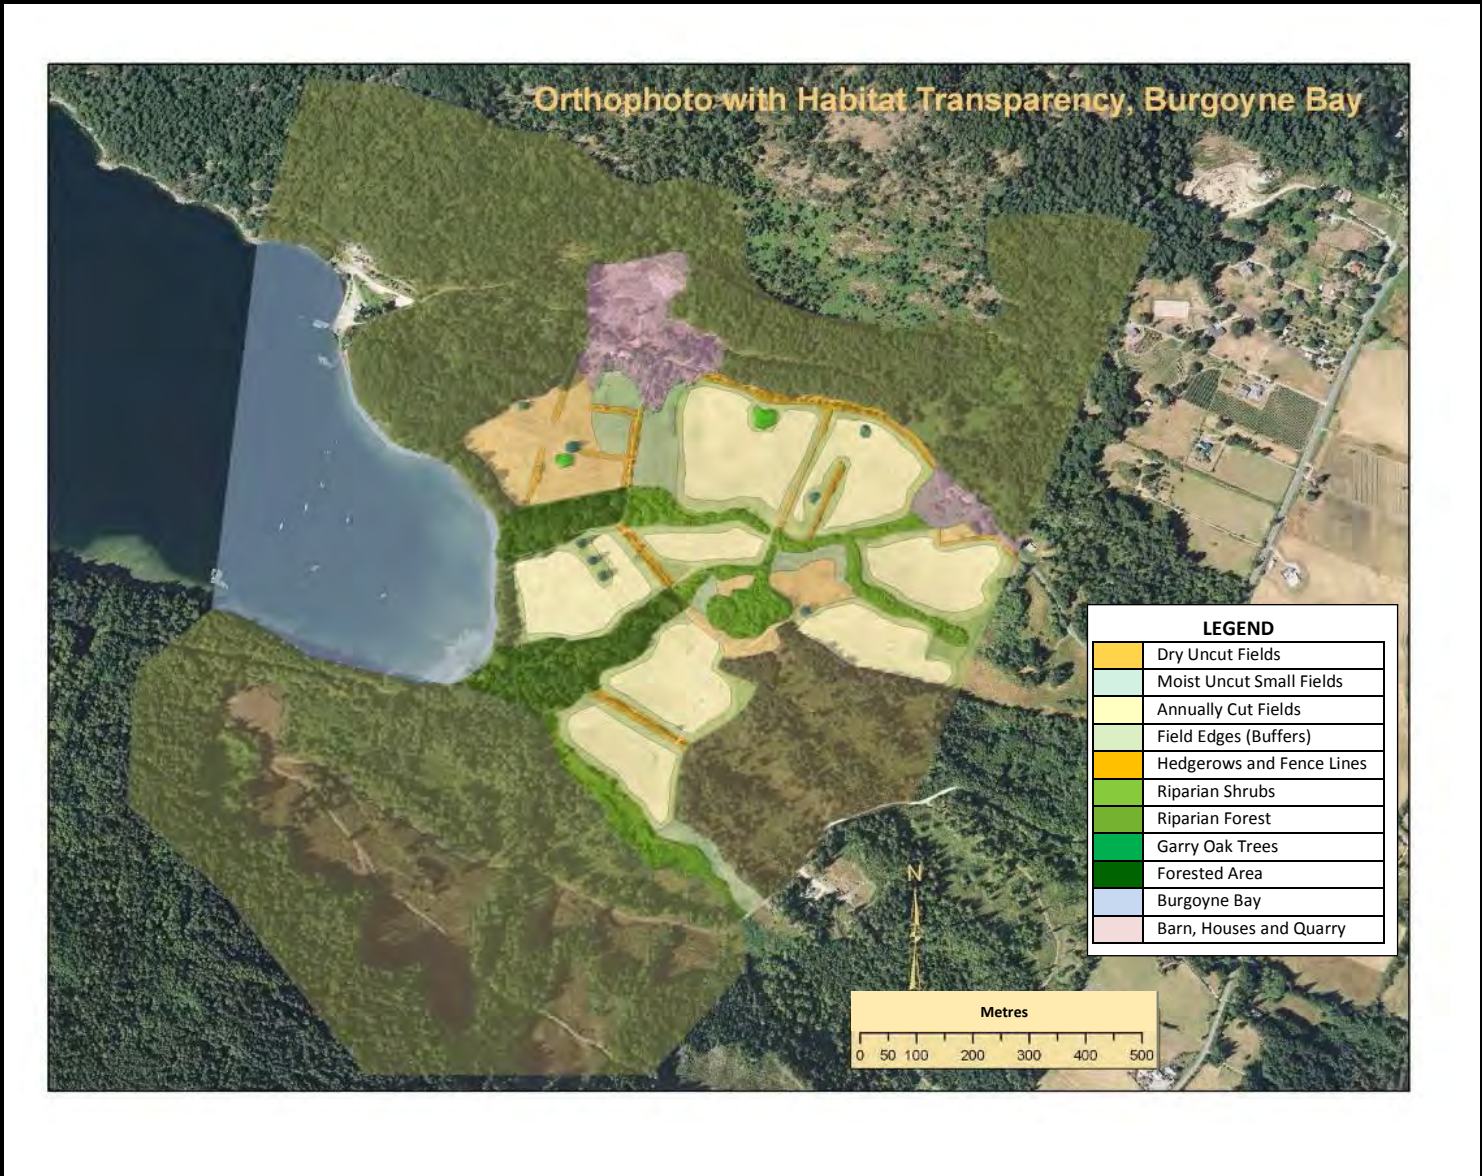 Orthophoto with Habitat Transparency, Burgoyne Bay
LEGEND
Dry Uncut Fields
Moist Uncut Small Fields
Annually Cut Fields
Field Edges (Buffers)
Hedgerows and Fence Lines
Riparian Shrubs
Riparian Forest
Garry Oak Trees
Forested Area
Burgoyne Bay
Barn, Houses and Quarry
N
Metres
0 50 100 200 300 400 500